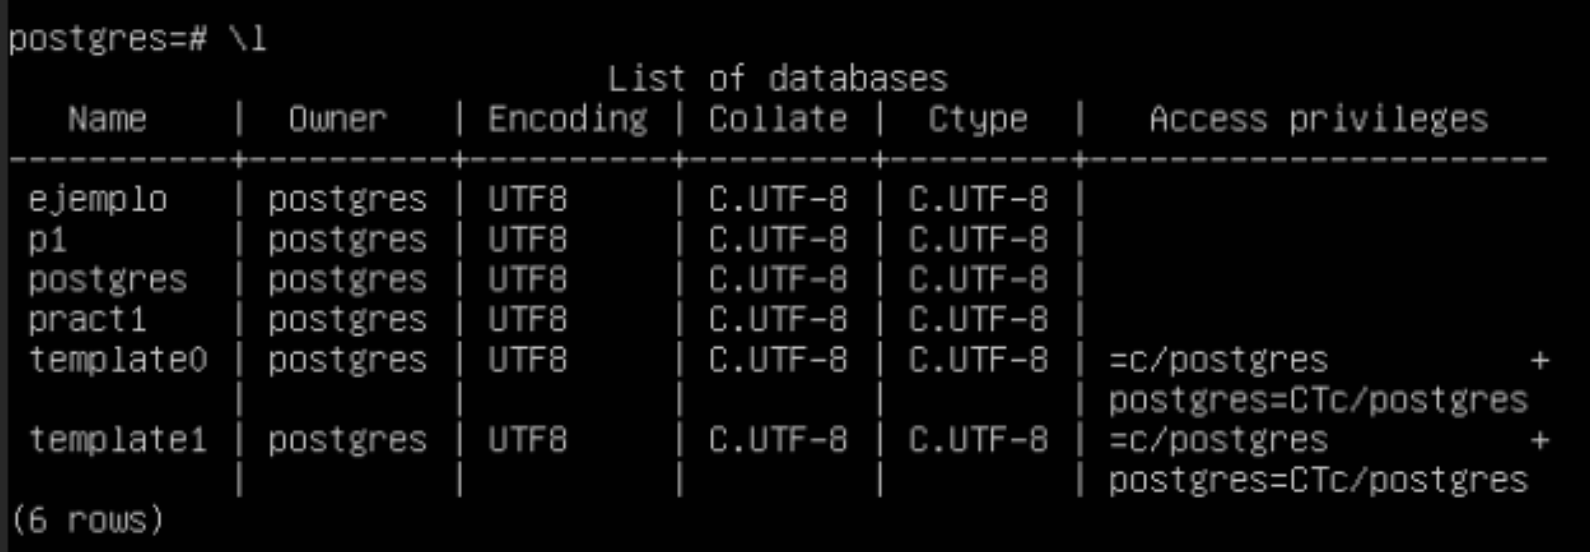 postgres=# \l
                              List of databases
   Name    |  Owner   | Encoding | Collate |  Ctype  |   Access privileges
-----------+----------+----------+---------+---------+-----------------------
 ejemplo   | postgres | UTF8     | C.UTF-8 | C.UTF-8 |
 p1        | postgres | UTF8     | C.UTF-8 | C.UTF-8 |
 postgres  | postgres | UTF8     | C.UTF-8 | C.UTF-8 |
 pract1    | postgres | UTF8     | C.UTF-8 | C.UTF-8 |
 template0 | postgres | UTF8     | C.UTF-8 | C.UTF-8 | =c/postgres          +
           |          |          |         |         | postgres=CTc/postgres
 template1 | postgres | UTF8     | C.UTF-8 | C.UTF-8 | =c/postgres          +
           |          |          |         |         | postgres=CTc/postgres
(6 rows)